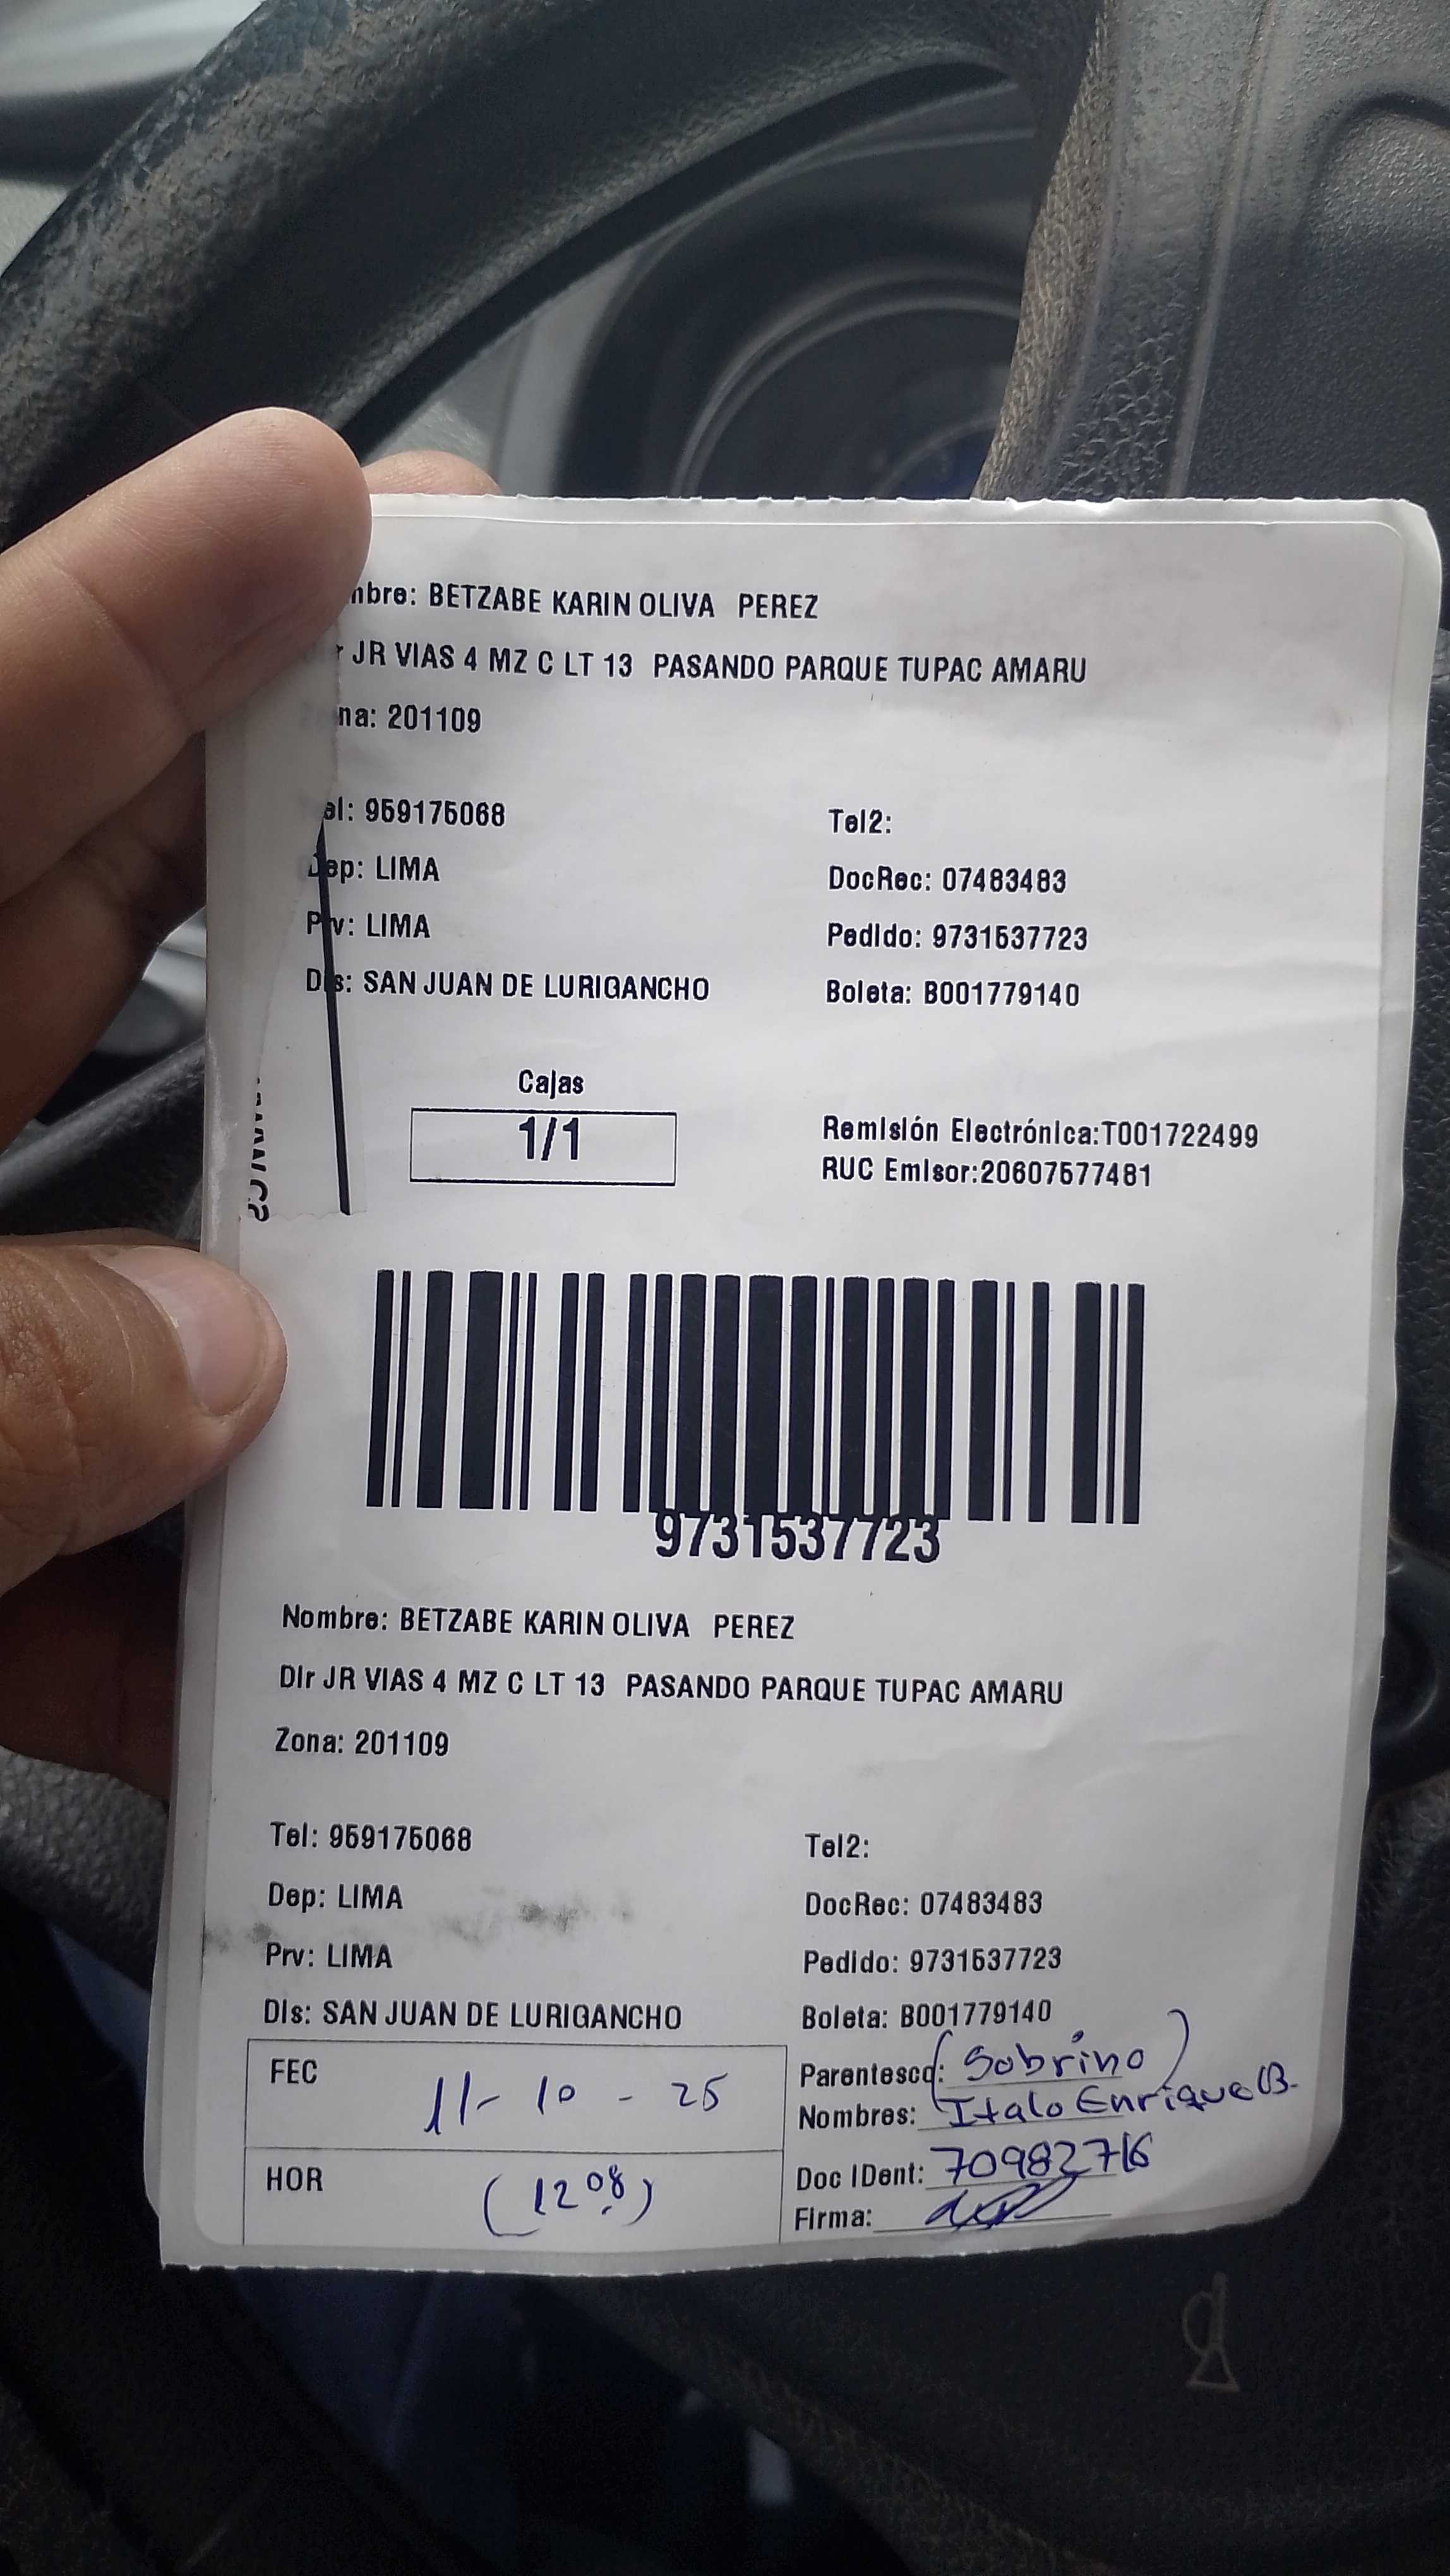 mbre: BETZABE KARIN OLIVA PEREZ
r JR VIAS 4 MZ C LT 13 PASANDO PARQUE TUPAC AMARU
na: 201109
el: 959175068
Tel2:
Dep: LIMA
DocRec: 07483483
Prv: LIMA
Pedido: 9731537723
Dis: SAN JUAN DE LURIGANCHO
Boleta: B001779140
Cajas
1/1
Remisión Electrónica:T001722499
RUC Emisor:20607577481
9731537723
Nombre: BETZABE KARIN OLIVA PEREZ
Dir JR VIAS 4 MZ C LT 13 PASANDO PARQUE TUPAC AMARU
Zona: 201109
Tel: 959175068
Tel2:
Dep: LIMA
DocRec: 07483483
Prv: LIMA
Pedido: 9731537723
Dis: SAN JUAN DE LURIGANCHO
Boleta: B001779140
FEC 11-10-25
Parentesco: (Sobrino)
Nombres: Italo Enrique B.
HOR (12:08)
Doc IDent: 70982716
Firma: